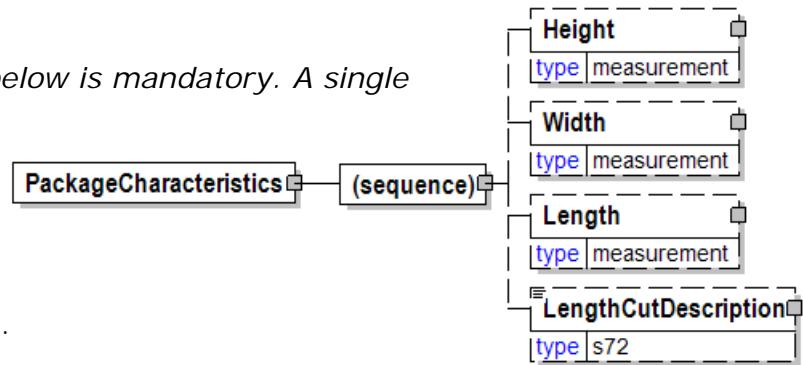 Height
type measurement
below is mandatory. A single
Width
type measurement
PackageCharacteristics
(sequence)
Length
type measurement
LengthCutDescription
type s72
.